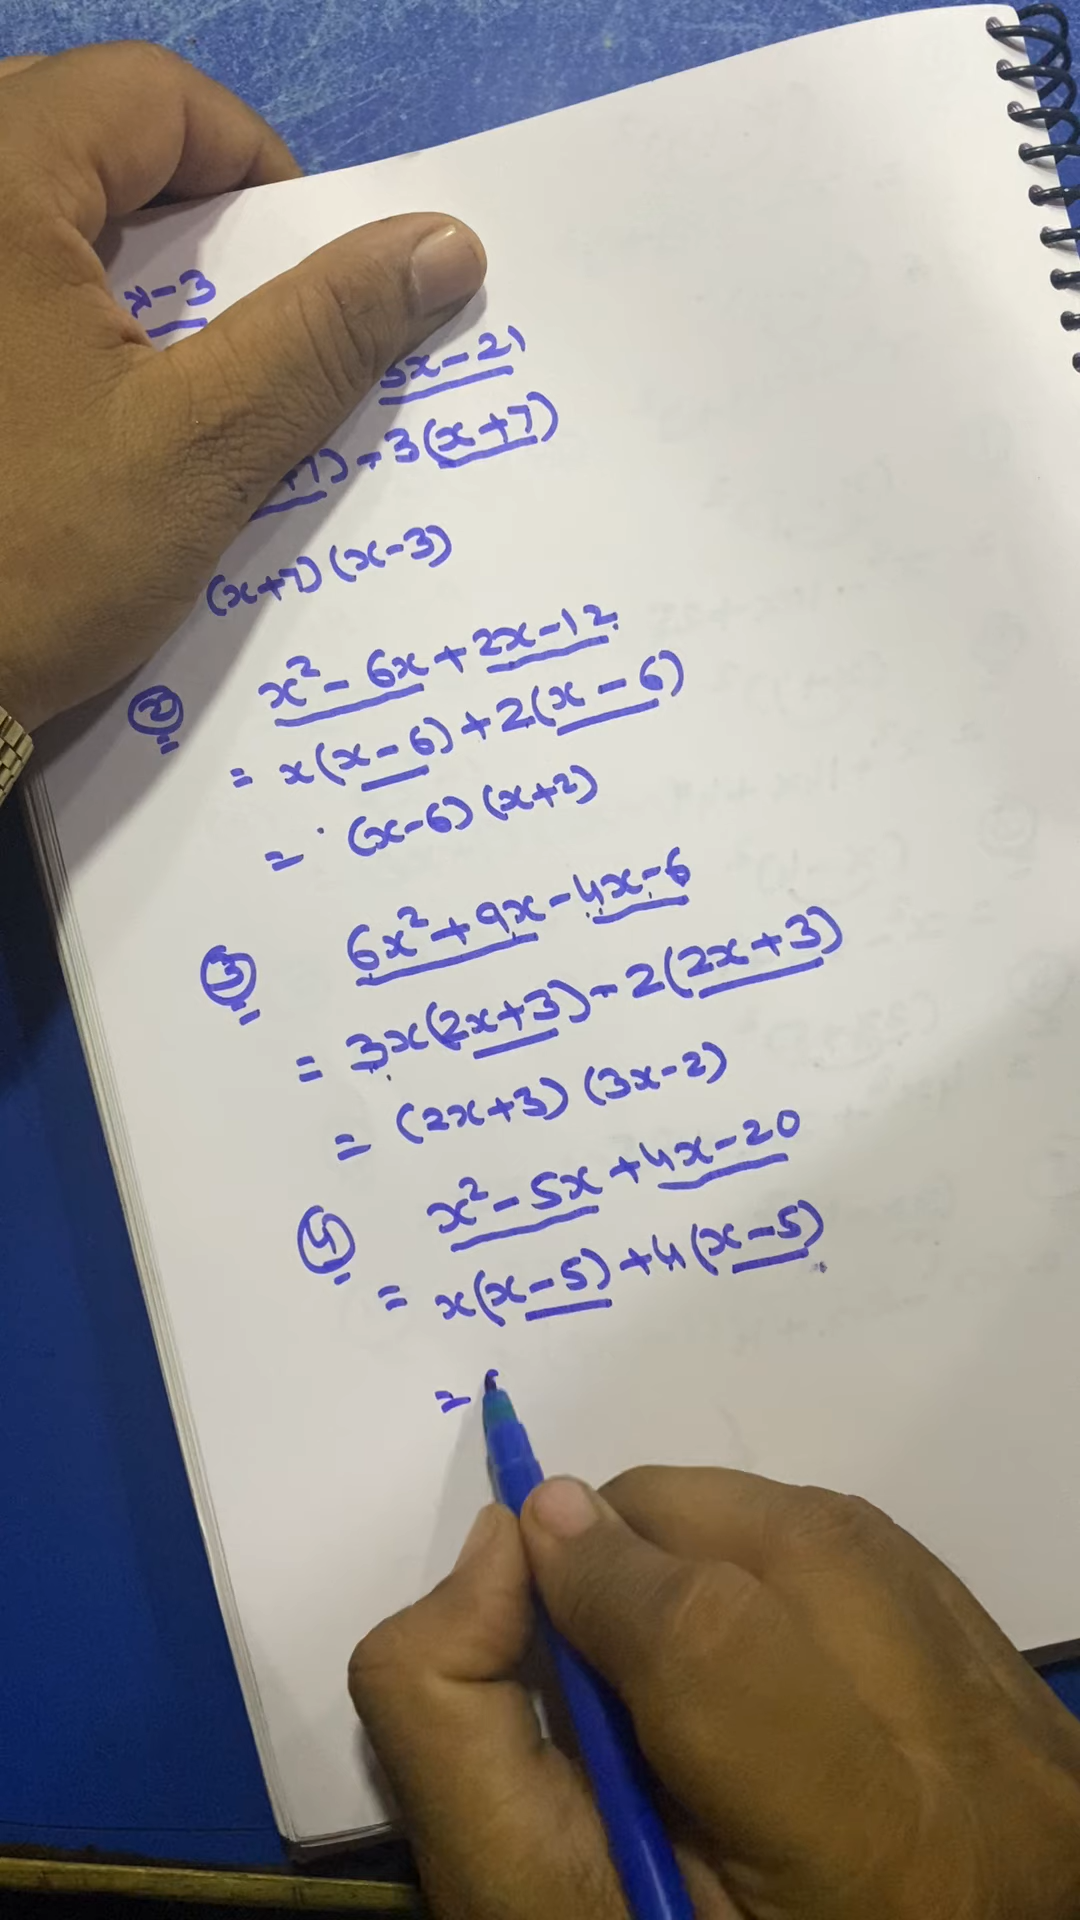 x-3
5x-21
+7)-3(x+7)
(x+7)(x-3)
② x²-6x+2x-12
= x(x-6)+2(x-6)
= (x-6)(x+2)
③ 6x²+9x-4x-6
= 3x(2x+3)-2(2x+3)
= (2x+3)(3x-2)
④ x²-5x+4x-20
= x(x-5)+4(x-5)
=